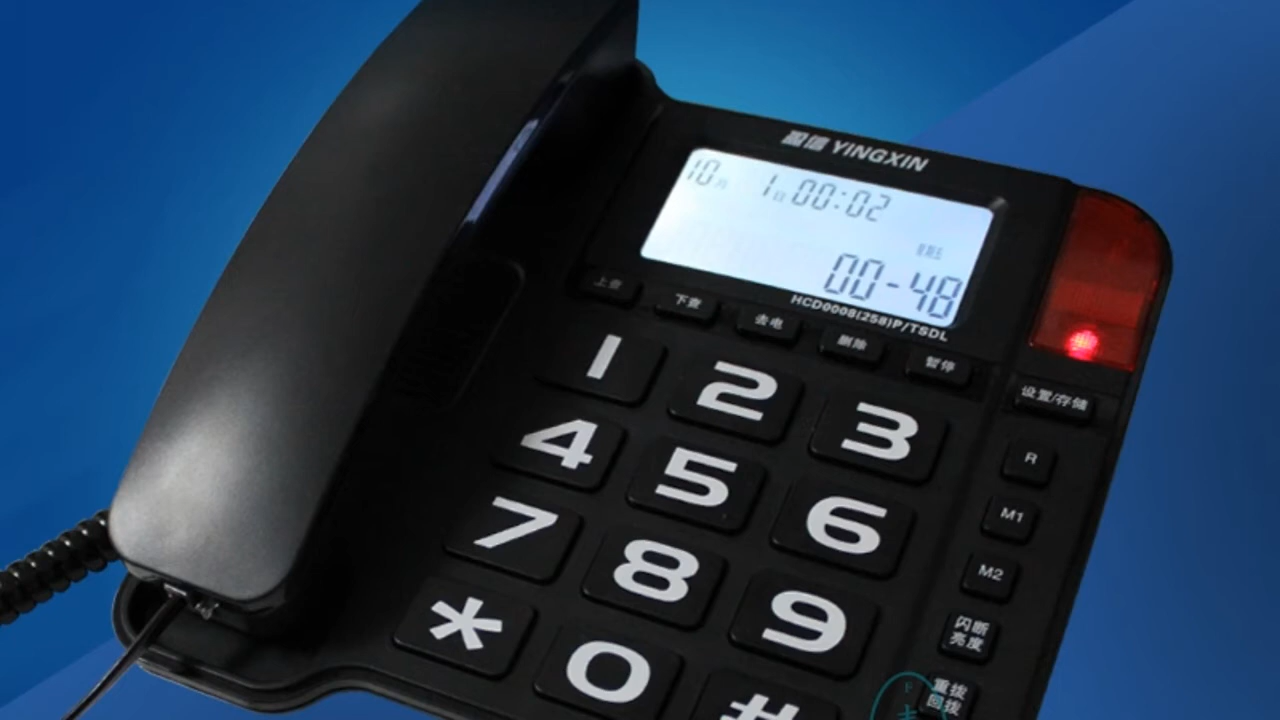 盈信 YINGXIN
10月 1日 00:02
星期五
00-48
HCD0008(258)P/TSDL
上查
下查
去电
删除
暂停
设置/存储
1
2
3
R
4
5
6
M1
7
8
9
M2
闪断
亮度
*
0
#
重拨
回拨